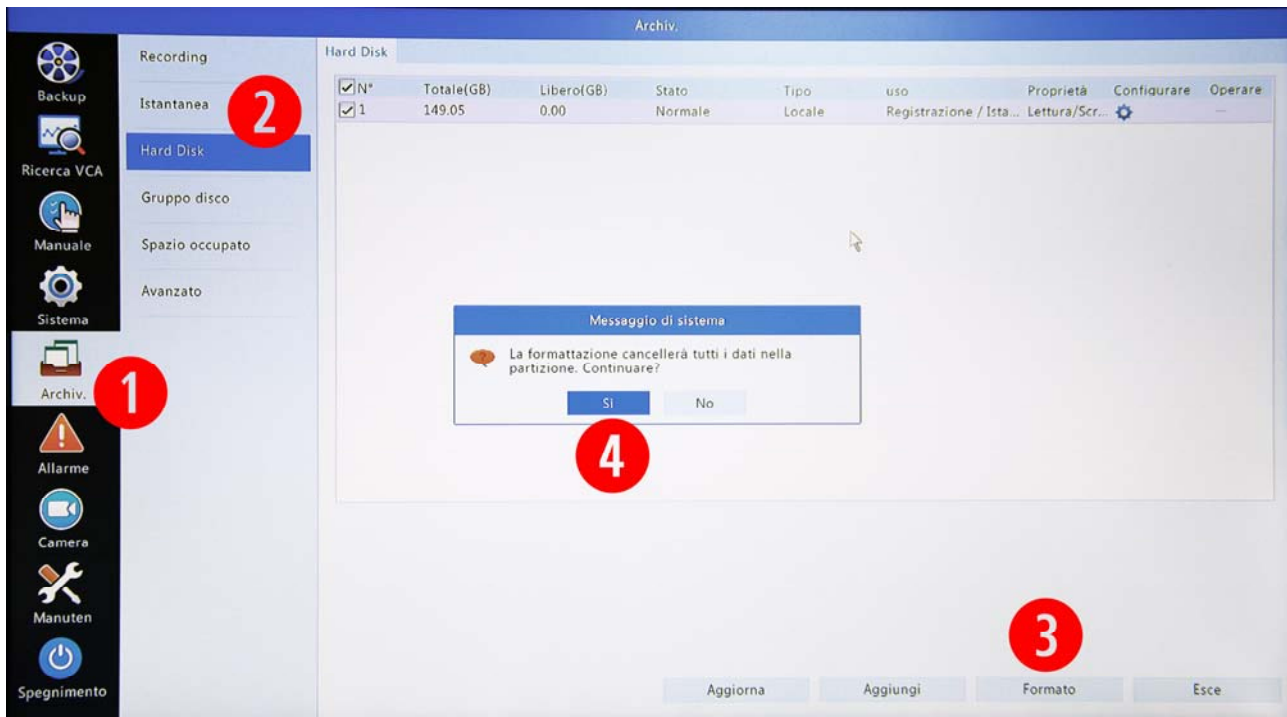 Archiv.
Backup
Ricerca VCA
Manuale
Sistema
Archiv.
Allarme
Camera
Manuten
Spegnimento
1
Recording
Istantanea
2
Hard Disk
Gruppo disco
Spazio occupato
Avanzato
Hard Disk
N° Totale(GB) Libero(GB) Stato Tipo uso Proprietà Configurare Operare
1 149.05 0.00 Normale Locale Registrazione / Ista... Lettura/Scr... —
Messaggio di sistema
La formattazione cancellerà tutti i dati nella
partizione. Continuare?
Sì No
4
3
Aggiorna Aggiungi Formato Esce